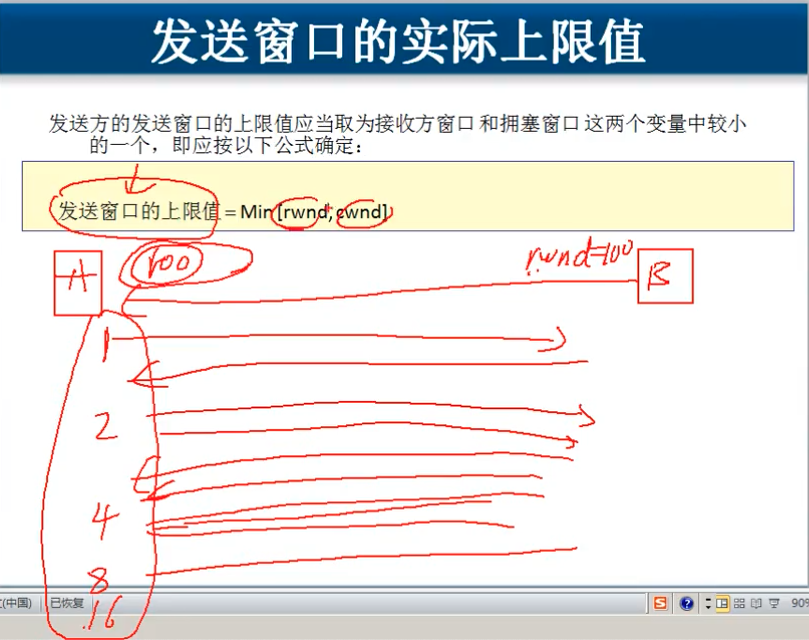 发送窗口的实际上限值
发送方的发送窗口的上限值应当取为接收方窗口和拥塞窗口这两个变量中较小
的一个，即应按以下公式确定：
发送窗口的上限值 = Min [rwnd, cwnd]
A
100
rwnd=100
B
1
2
4
8
16
(中国)
已恢复
90%